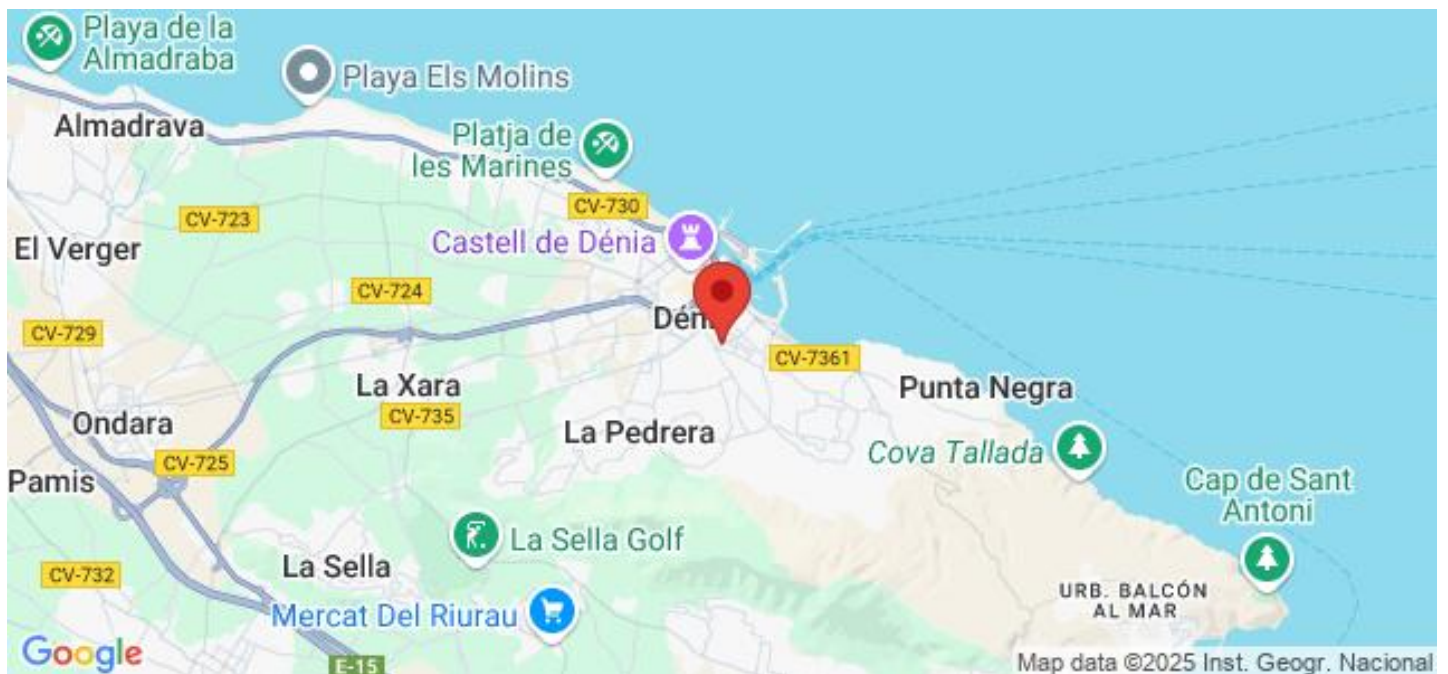 Playa de la
Almadraba
Playa Els Molins
Almadrava
Platja de
les Marines
CV-730
CV-723
El Verger
Castell de Dénia
CV-724
CV-729
CV-7361
La Xara
Punta Negra
CV-735
Ondara
La Pedrera
Cova Tallada
CV-725
Pamis
Cap de Sant
Antoni
La Sella Golf
La Sella
CV-732
URB. BALCÓN
AL MAR
Mercat Del Riurau
Google
E-15
Map data ©2025 Inst. Geogr. Nacional